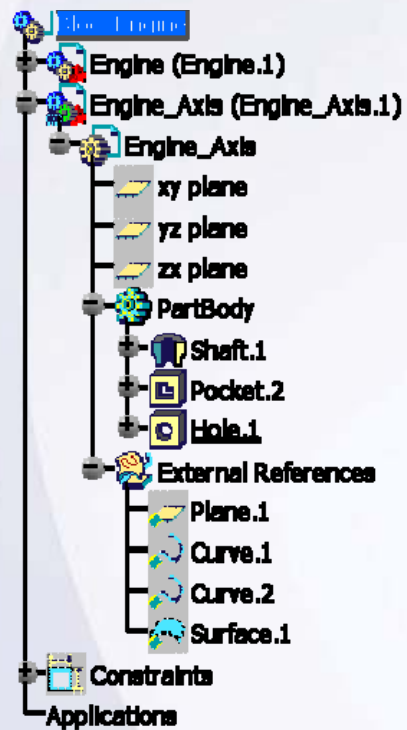 Engine (Engine.1)
Engine_Axis (Engine_Axis.1)
Engine_Axis
xy plane
yz plane
zx plane
PartBody
Shaft.1
Pocket.2
Hole.1
External References
Plane.1
Curve.1
Curve.2
Surface.1
Constraints
Applications